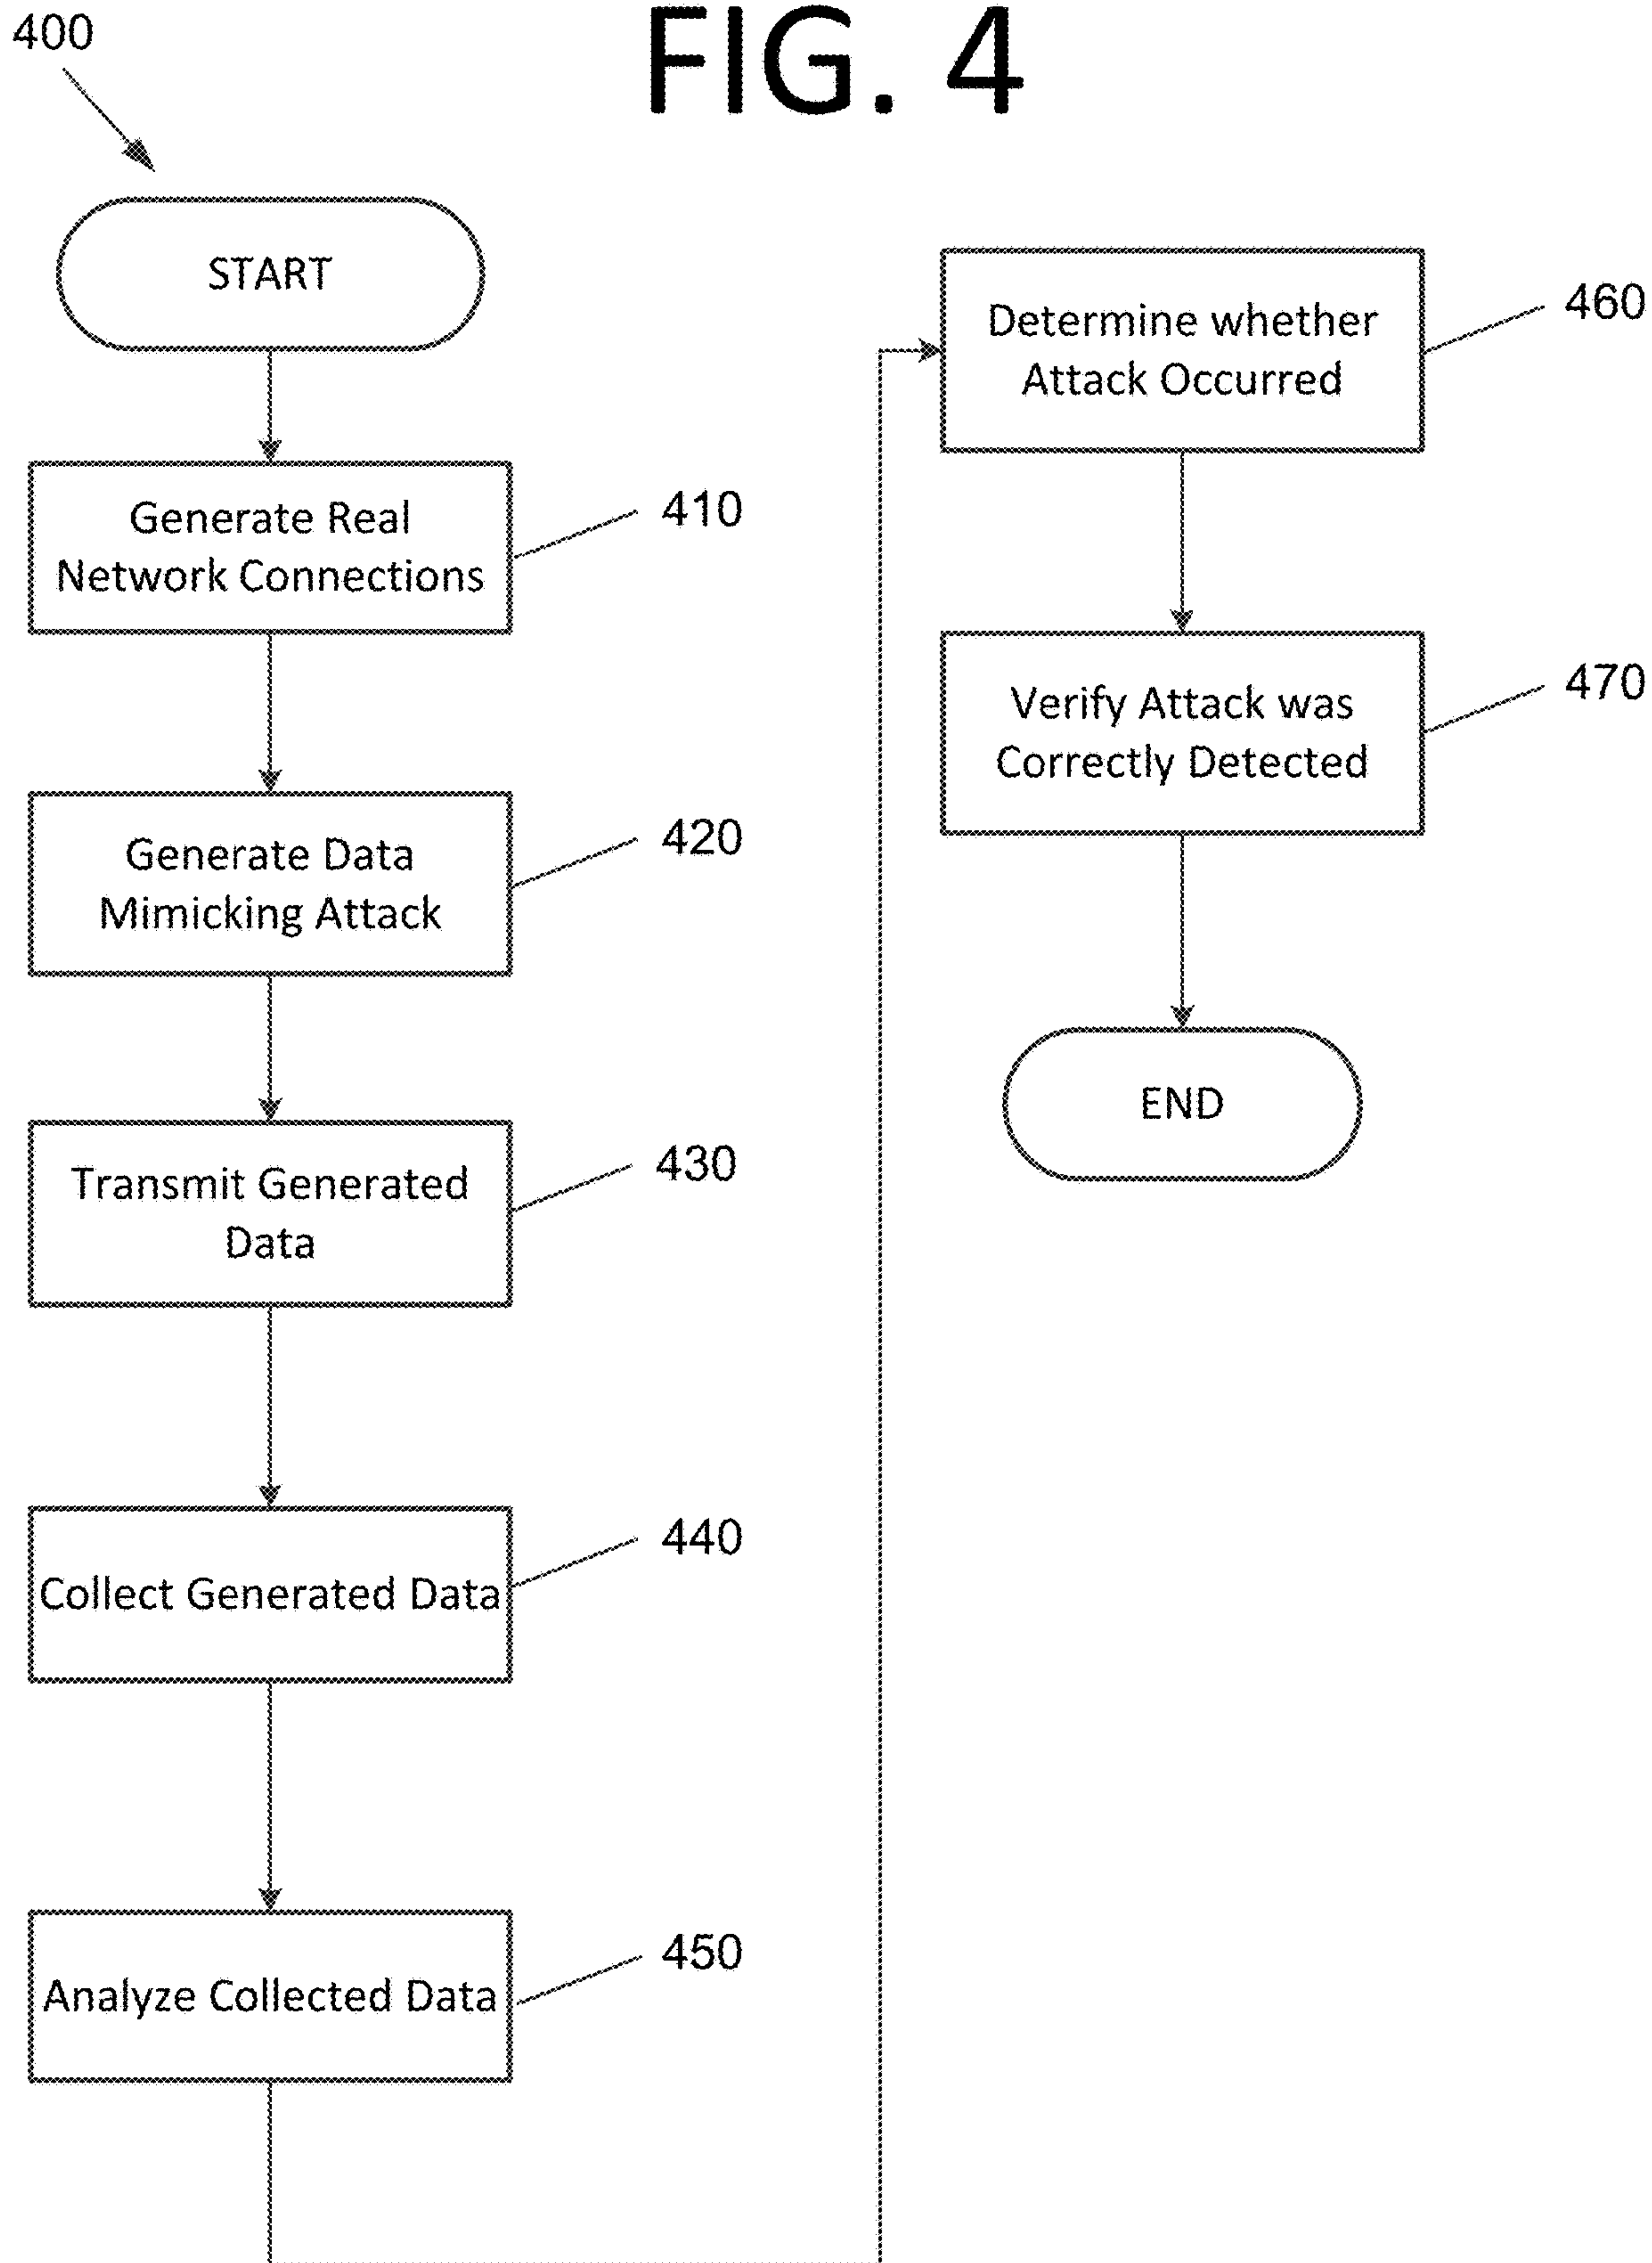 FIG. 4
400
START
Generate Real
Network Connections
410
Generate Data
Mimicking Attack
420
Transmit Generated
Data
430
Collect Generated Data
440
Analyze Collected Data
450
Determine whether
Attack Occurred
460
Verify Attack was
Correctly Detected
470
END